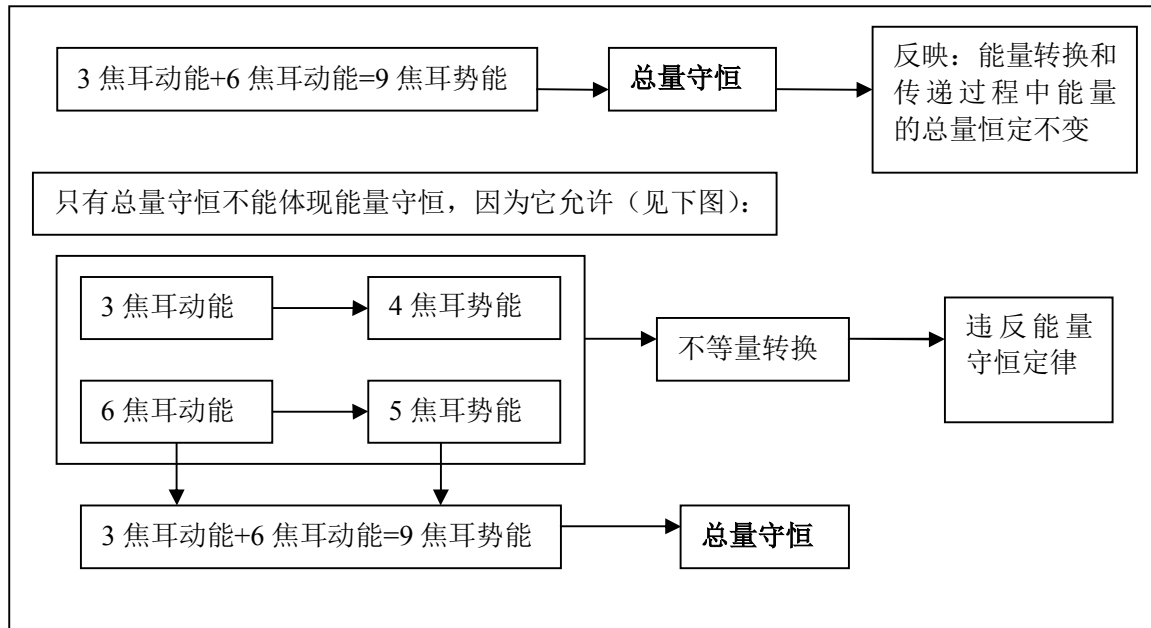 3 焦耳动能+6 焦耳动能=9 焦耳势能
总量守恒
反映：能量转换和
传递过程中能量
的总量恒定不变
只有总量守恒不能体现能量守恒，因为它允许（见下图）：
3 焦耳动能
4 焦耳势能
不等量转换
违反能量
守恒定律
6 焦耳动能
5 焦耳势能
3 焦耳动能+6 焦耳动能=9 焦耳势能
总量守恒